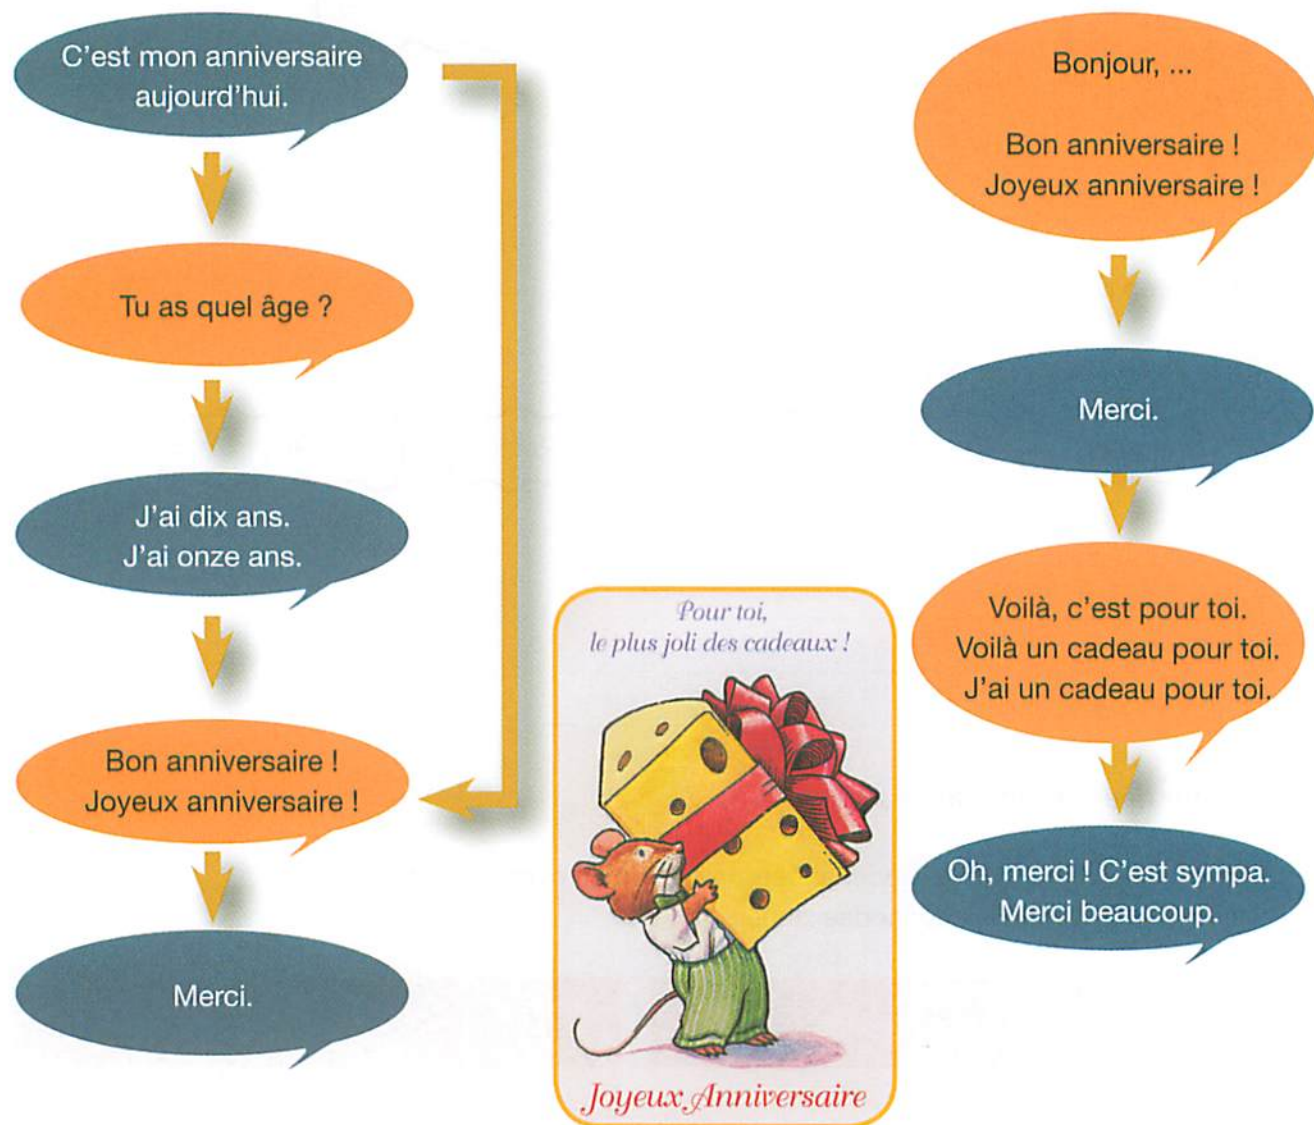 C'est mon anniversaire
aujourd'hui.
Tu as quel âge ?
J'ai dix ans.
J'ai onze ans.
Bon anniversaire !
Joyeux anniversaire !
Merci.
Pour toi,
le plus joli des cadeaux !
Joyeux Anniversaire
Bonjour, ...
Bon anniversaire !
Joyeux anniversaire !
Merci.
Voilà, c'est pour toi.
Voilà un cadeau pour toi.
J'ai un cadeau pour toi.
Oh, merci ! C'est sympa.
Merci beaucoup.